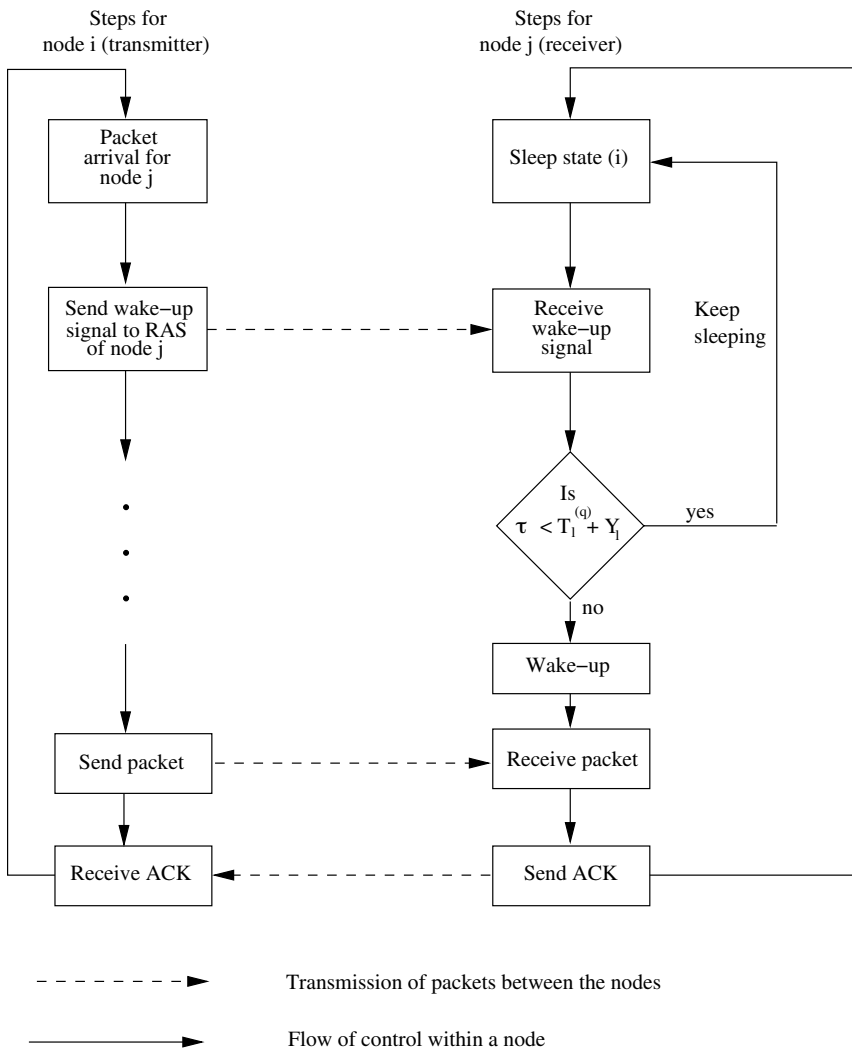 Steps for
node i (transmitter)
Steps for
node j (receiver)
Packet
arrival for
node j
Sleep state (i)
Send wake−up
signal to RAS
of node j
Receive
wake−up
signal
Keep
sleeping
Is
τ < T_l^(q) + Y_l
yes
no
Wake−up
Send packet
Receive packet
Receive ACK
Send ACK
Transmission of packets between the nodes
Flow of control within a node